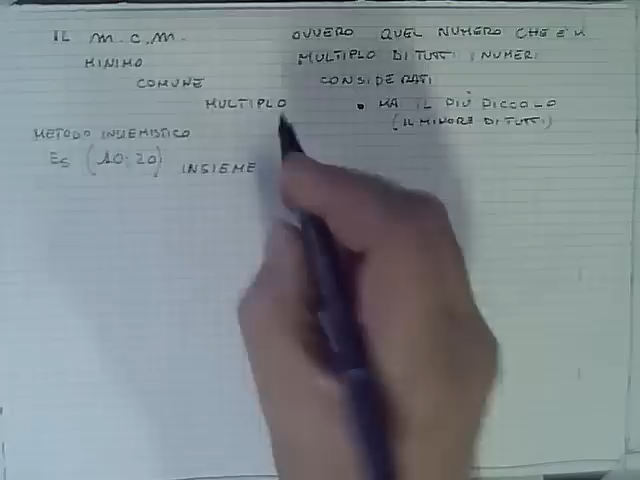 IL m.c.m.
MINIMO
COMUNE
MULTIPLO
OVVERO QUEL NUMERO CHE È
MULTIPLO DI TUTTI I NUMERI
CONSIDERATI
• MA IL PIÙ PICCOLO
(IL MINORE DI TUTTI)
METODO INSIEMISTICO
ES (10; 20) INSIEME